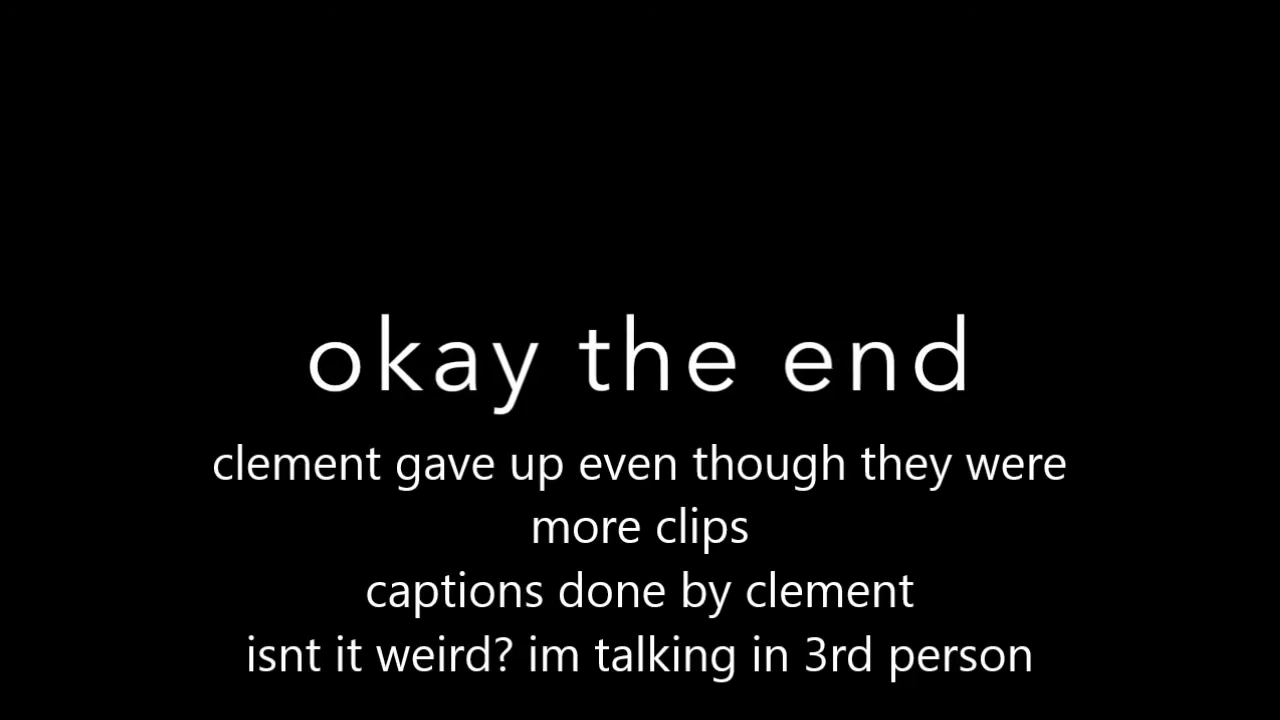 okay the end
clement gave up even though they were
more clips
captions done by clement
isnt it weird? im talking in 3rd person